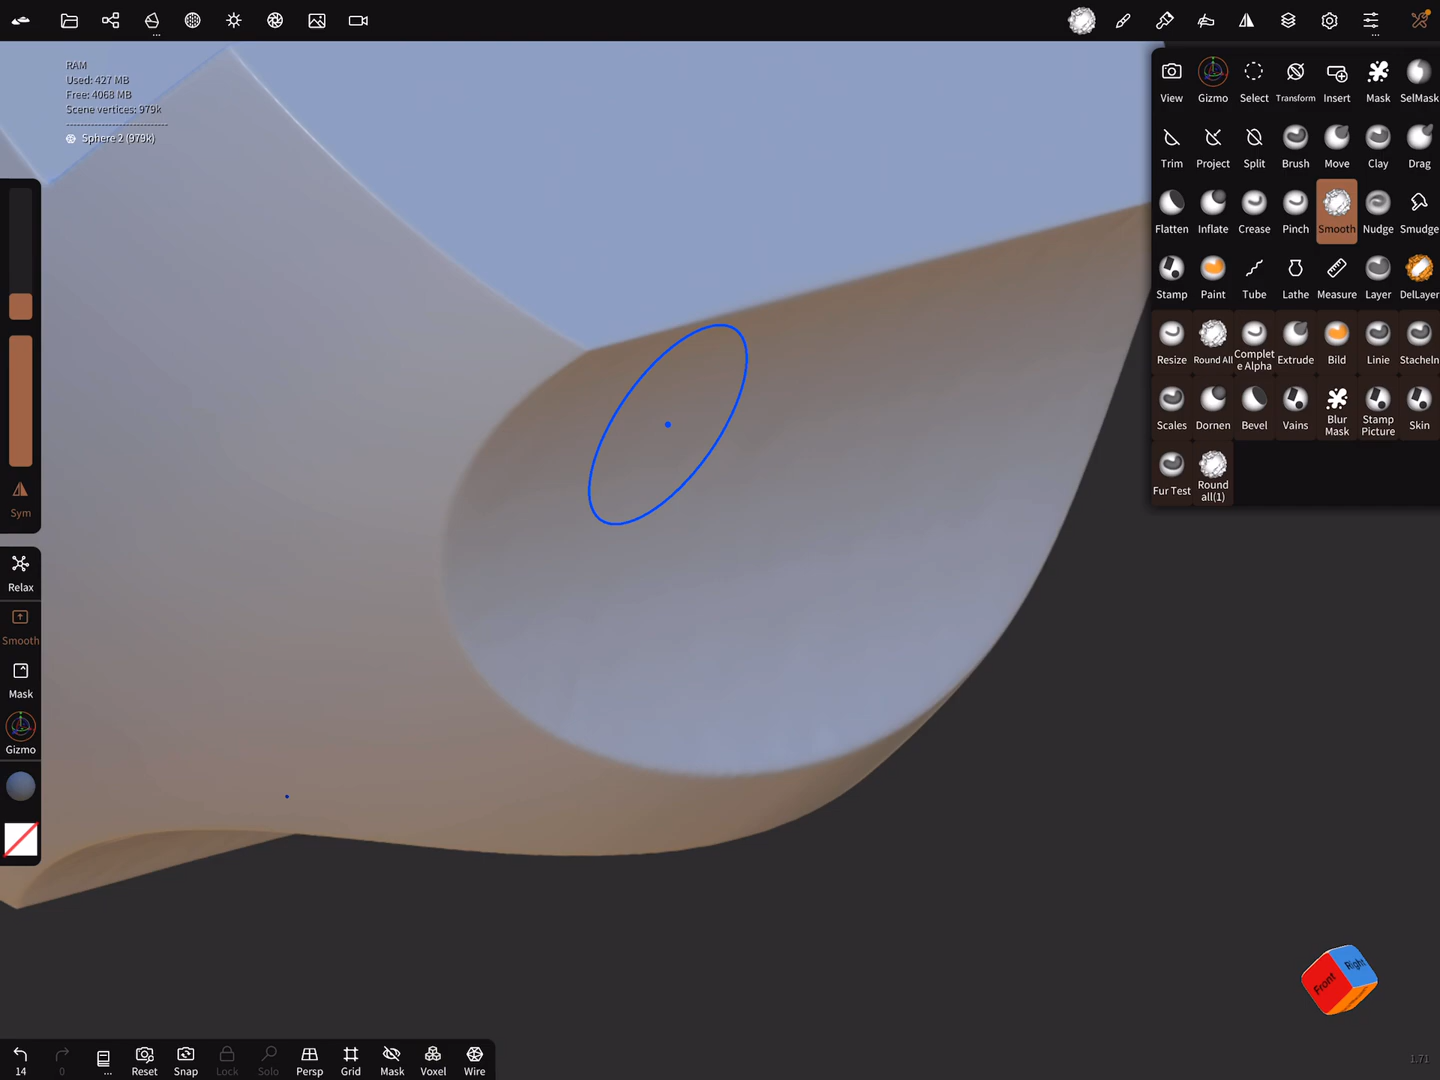 RAM
Used: 427 MB
Free: 4068 MB
Scene vertices: 979k
Sphere 2 (979k)
View Gizmo Select Transform Insert Mask SelMask
Trim Project Split Brush Move Clay Drag
Flatten Inflate Crease Pinch Smooth Nudge Smudge
Stamp Paint Tube Lathe Measure Layer DelLayer
Resize Round All Complet Extrude Bild Linie Stacheln
e Alpha
Scales Dornen Bevel Vains Blur Stamp Skin
Mask Picture
Fur Test Round
all(1)
Sym
Relax
Smooth
Mask
Gizmo
Front
Right
14 0 ... Reset Snap Lock Solo Persp Grid Mask Voxel Wire
1.71